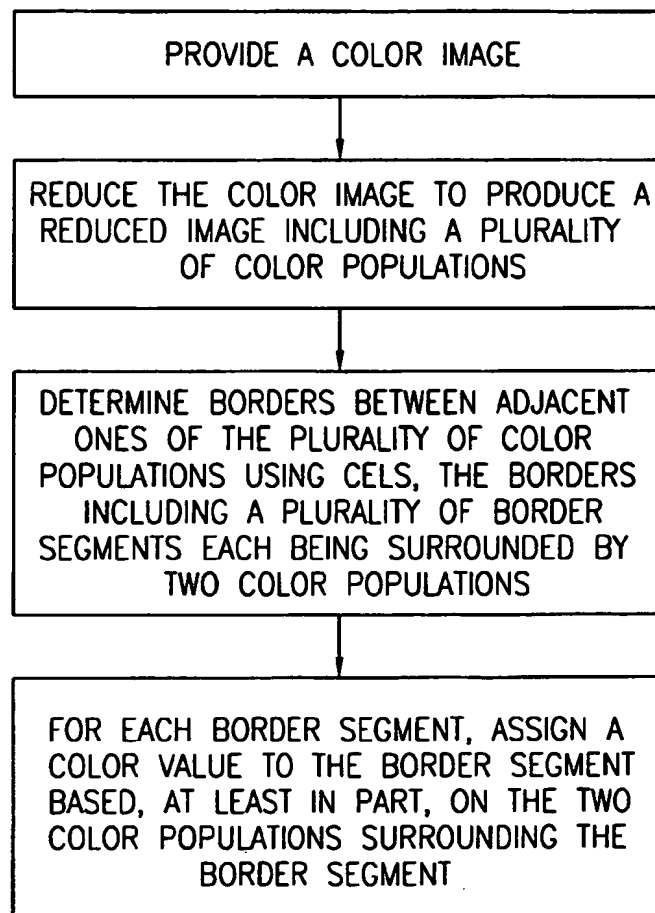 PROVIDE A COLOR IMAGE
REDUCE THE COLOR IMAGE TO PRODUCE A
REDUCED IMAGE INCLUDING A PLURALITY
OF COLOR POPULATIONS
DETERMINE BORDERS BETWEEN ADJACENT
ONES OF THE PLURALITY OF COLOR
POPULATIONS USING CELS, THE BORDERS
INCLUDING A PLURALITY OF BORDER
SEGMENTS EACH BEING SURROUNDED BY
TWO COLOR POPULATIONS
FOR EACH BORDER SEGMENT, ASSIGN A
COLOR VALUE TO THE BORDER SEGMENT
BASED, AT LEAST IN PART, ON THE TWO
COLOR POPULATIONS SURROUNDING THE
BORDER SEGMENT